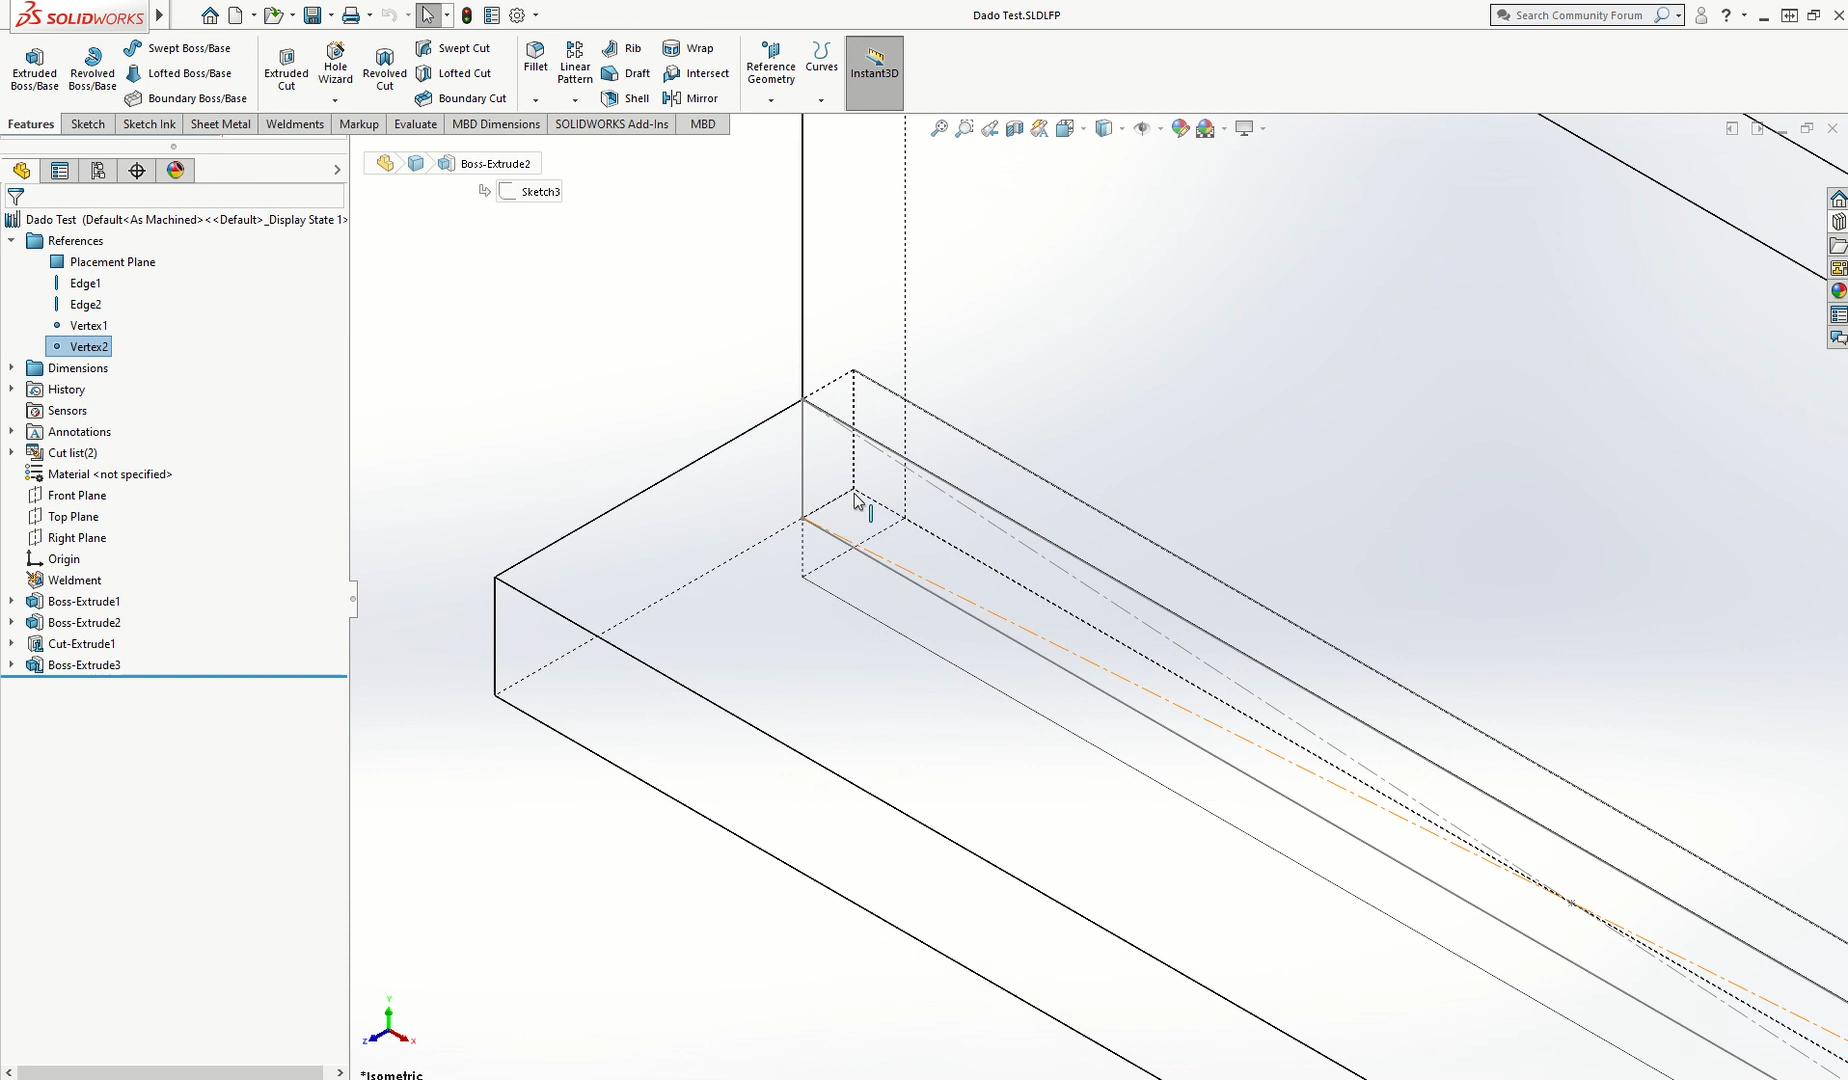 SOLIDWORKS
Dado Test.SLDLFP
Search Community Forum
?
Extruded Boss/Base
Revolved Boss/Base
Swept Boss/Base
Lofted Boss/Base
Boundary Boss/Base
Extruded Cut
Hole Wizard
Revolved Cut
Swept Cut
Lofted Cut
Boundary Cut
Fillet
Linear Pattern
Rib
Draft
Shell
Wrap
Intersect
Mirror
Reference Geometry
Curves
Instant3D
Features
Sketch
Sketch Ink
Sheet Metal
Weldments
Markup
Evaluate
MBD Dimensions
SOLIDWORKS Add-Ins
MBD
Boss-Extrude2
Sketch3
Dado Test (Default<As Machined><<Default>_Display State 1>
References
Placement Plane
Edge1
Edge2
Vertex1
Vertex2
Dimensions
History
Sensors
Annotations
Cut list(2)
Material <not specified>
Front Plane
Top Plane
Right Plane
Origin
Weldment
Boss-Extrude1
Boss-Extrude2
Cut-Extrude1
Boss-Extrude3
Y
Z
X
*Isometric